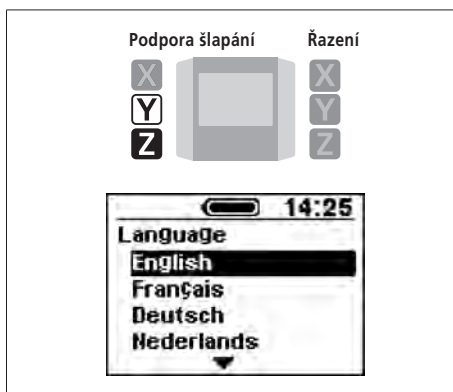 Podpora šlapání Řazení
X X
Y Y
Z Z
14:25
Language
English
Français
Deutsch
Nederlands